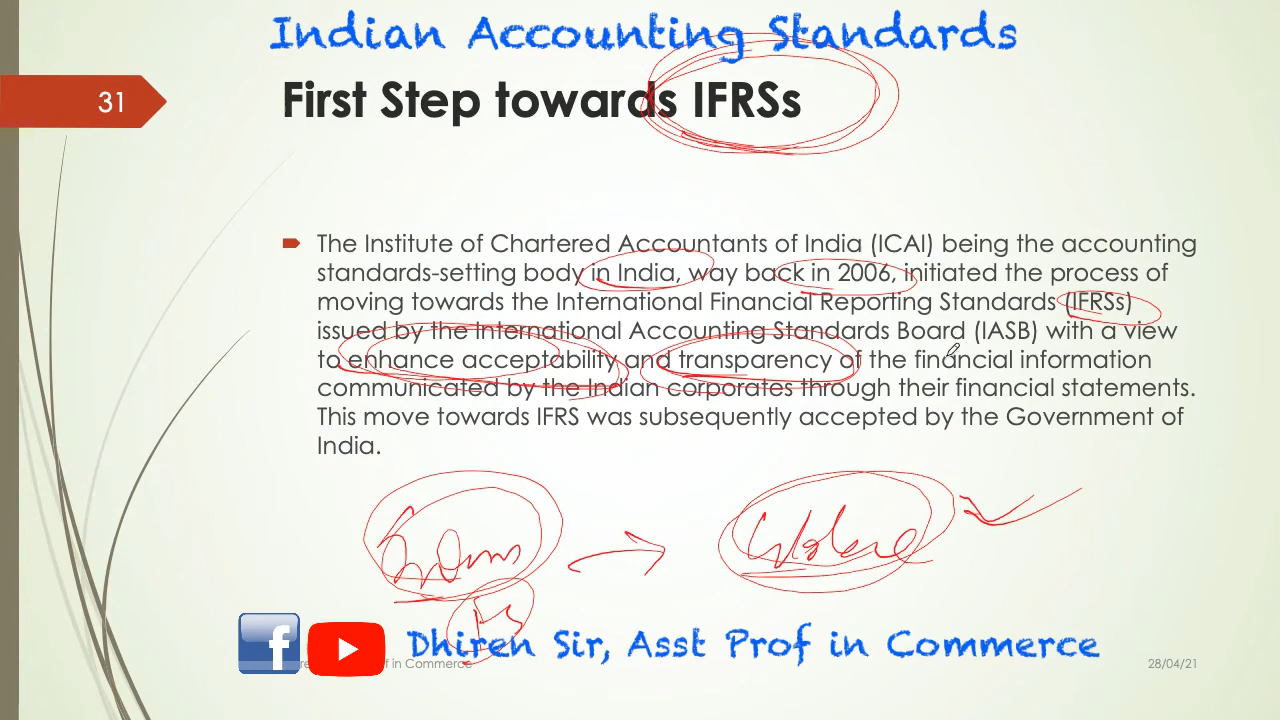 Indian Accounting Standards
31
First Step towards IFRSs
The Institute of Chartered Accountants of India (ICAI) being the accounting
standards-setting body in India, way back in 2006, initiated the process of
moving towards the International Financial Reporting Standards (IFRSs)
issued by the International Accounting Standards Board (IASB) with a view
to enhance acceptability and transparency of the financial information
communicated by the Indian corporates through their financial statements.
This move towards IFRS was subsequently accepted by the Government of
India.
Dhiren Sir, Asst Prof in Commerce
f in Commerce
28/04/21